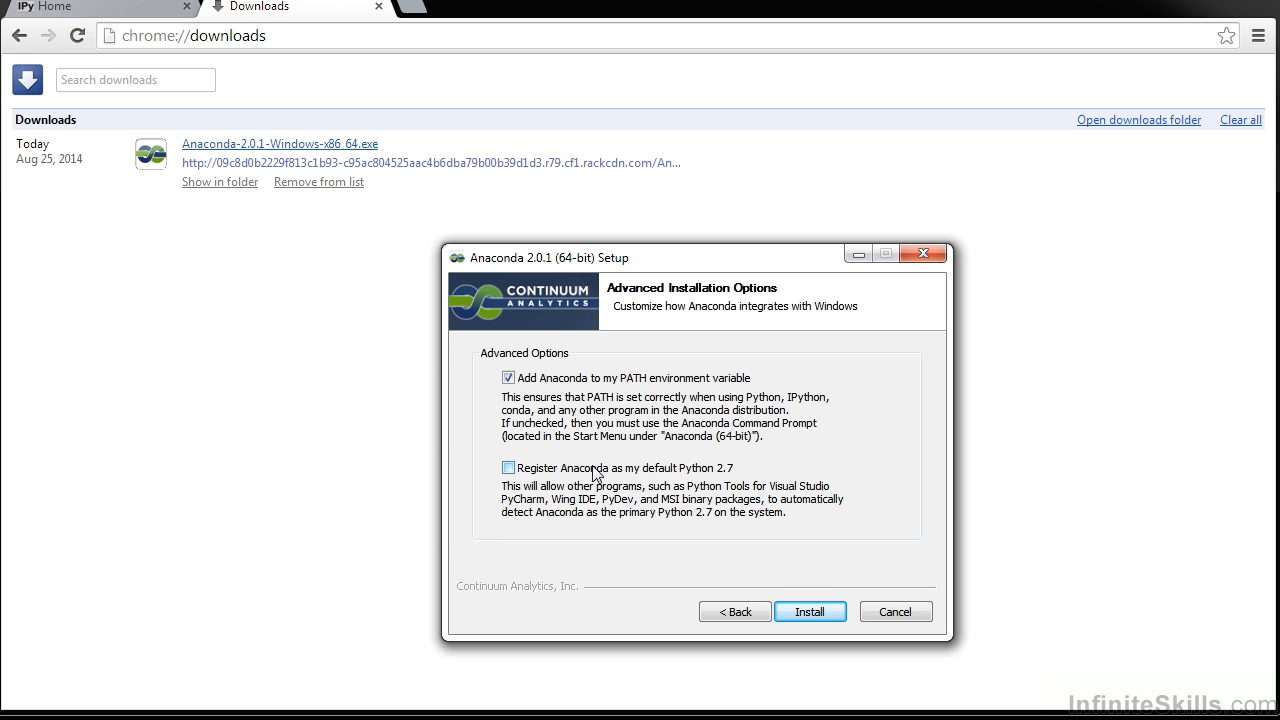 IPy Home
Downloads
chrome://downloads
Search downloads
Downloads
Open downloads folder
Clear all
Today
Aug 25, 2014
Anaconda-2.0.1-Windows-x86_64.exe
http://09c8d0b2229f813c1b93-c95ac804525aac4b6dba79b00b39d1d3.r79.cf1.rackcdn.com/An...
Show in folder
Remove from list
Anaconda 2.0.1 (64-bit) Setup
CONTINUUM
ANALYTICS
Advanced Installation Options
Customize how Anaconda integrates with Windows
Advanced Options
Add Anaconda to my PATH environment variable
This ensures that PATH is set correctly when using Python, IPython,
conda, and any other program in the Anaconda distribution.
If unchecked, then you must use the Anaconda Command Prompt
(located in the Start Menu under "Anaconda (64-bit)").
Register Anaconda as my default Python 2.7
This will allow other programs, such as Python Tools for Visual Studio
PyCharm, Wing IDE, PyDev, and MSI binary packages, to automatically
detect Anaconda as the primary Python 2.7 on the system.
Continuum Analytics, Inc.
< Back
Install
Cancel
InfiniteSkills.com